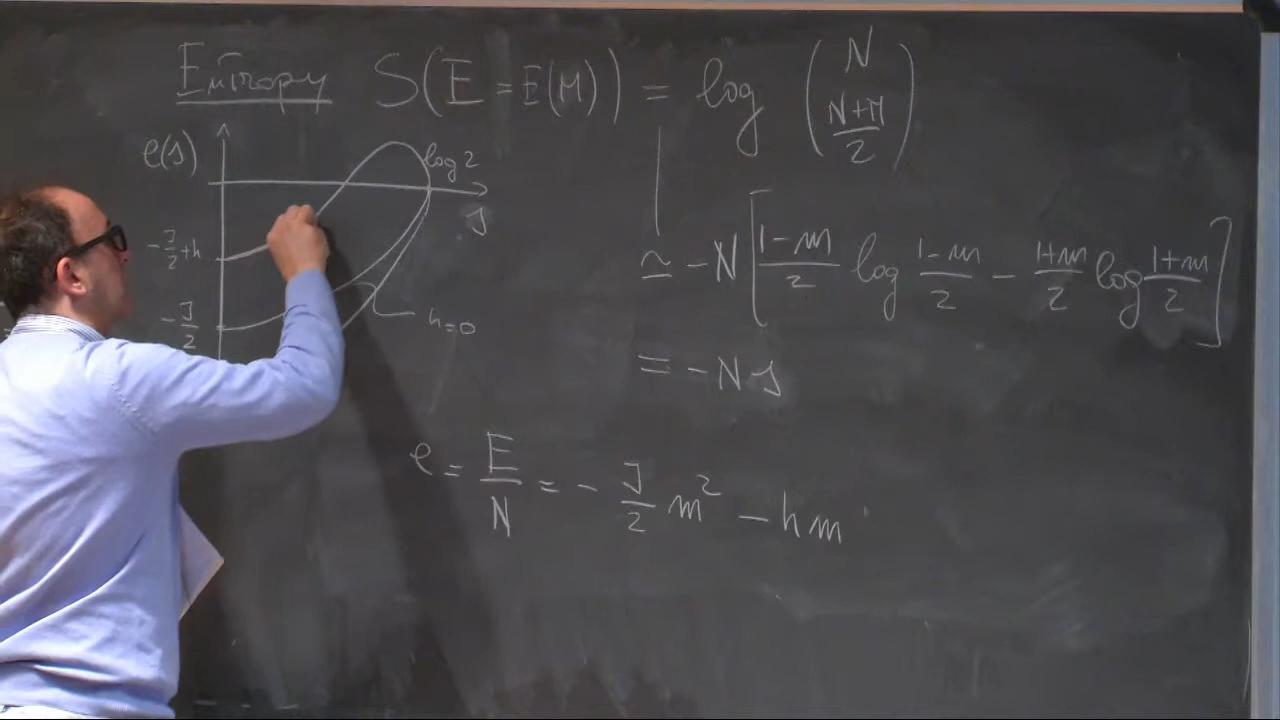 Entropy S(E = E(M)) = log (N / (N+M)/2)
e(s)
log 2
s
-J/2 + h
-J/2
h=0
≃ -N [ (1-m)/2 log (1-m)/2 - (1+m)/2 log (1+m)/2 ]
= -N s
e = E/N = - J/2 m² - hm